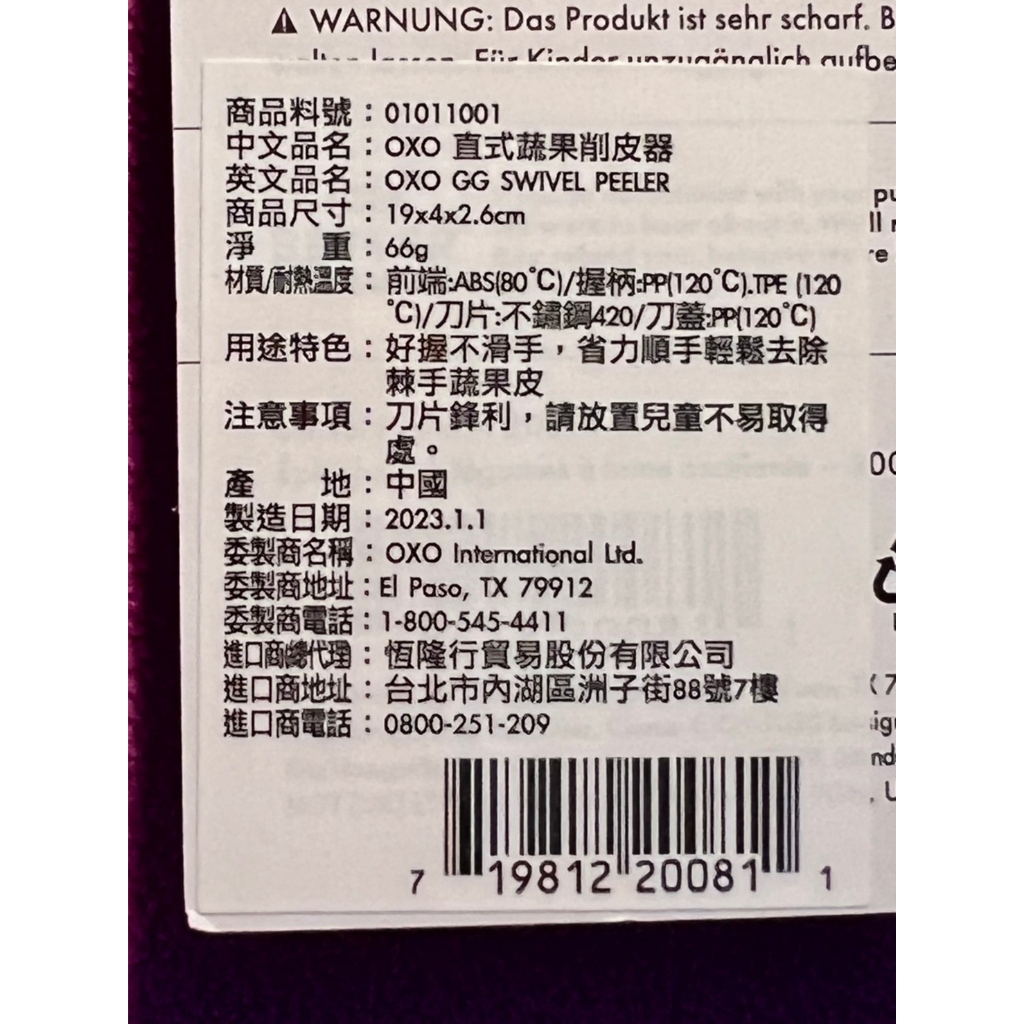 ⚠ WARNUNG: Das Produkt ist sehr scharf. B
walten lassen. Für Kinder unzugänglich aufbe
商品料號：01011001
中文品名：OXO 直式蔬果削皮器
英文品名：OXO GG SWIVEL PEELER
商品尺寸：19x4x2.6cm
淨 重：66g
材質/耐熱溫度：前端:ABS(80°C)/握柄:PP(120°C).TPE (120
°C)/刀片:不鏽鋼420/刀蓋:PP(120°C)
用途特色：好握不滑手，省力順手輕鬆去除
棘手蔬果皮
注意事項：刀片鋒利，請放置兒童不易取得
處。
產 地：中國
製造日期：2023.1.1
委製商名稱：OXO International Ltd.
委製商地址：El Paso, TX 79912
委製商電話：1-800-545-4411
進口商總代理：恆隆行貿易股份有限公司
進口商地址：台北市內湖區洲子街88號7樓
進口商電話：0800-251-209
7 19812 20081 1